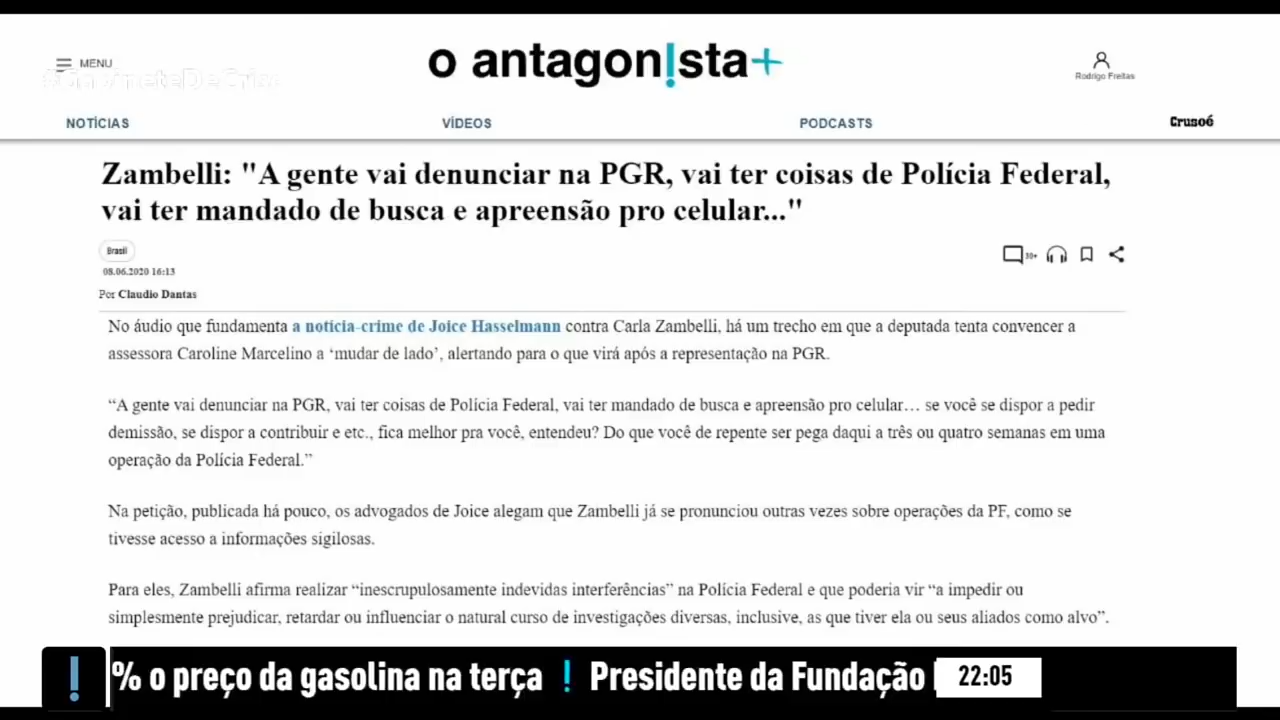 MENU
o antagon!sta+
Rodrigo Freitas
NOTÍCIAS
VÍDEOS
PODCASTS
Crusoé
Zambelli: "A gente vai denunciar na PGR, vai ter coisas de Polícia Federal,
vai ter mandado de busca e apreensão pro celular..."
Brasil
08.06.2020 16:13
30+
Por Claudio Dantas
No áudio que fundamenta a notícia-crime de Joice Hasselmann contra Carla Zambelli, há um trecho em que a deputada tenta convencer a
assessora Caroline Marcelino a ‘mudar de lado’, alertando para o que virá após a representação na PGR.
“A gente vai denunciar na PGR, vai ter coisas de Polícia Federal, vai ter mandado de busca e apreensão pro celular… se você se dispor a pedir
demissão, se dispor a contribuir e etc., fica melhor pra você, entendeu? Do que você de repente ser pega daqui a três ou quatro semanas em uma
operação da Polícia Federal.”
Na petição, publicada há pouco, os advogados de Joice alegam que Zambelli já se pronunciou outras vezes sobre operações da PF, como se
tivesse acesso a informações sigilosas.
Para eles, Zambelli afirma realizar “inescrupulosamente indevidas interferências” na Polícia Federal e que poderia vir “a impedir ou
simplesmente prejudicar, retardar ou influenciar o natural curso de investigações diversas, inclusive, as que tiver ela ou seus aliados como alvo”.
! % o preço da gasolina na terça ! Presidente da Fundação
22:05